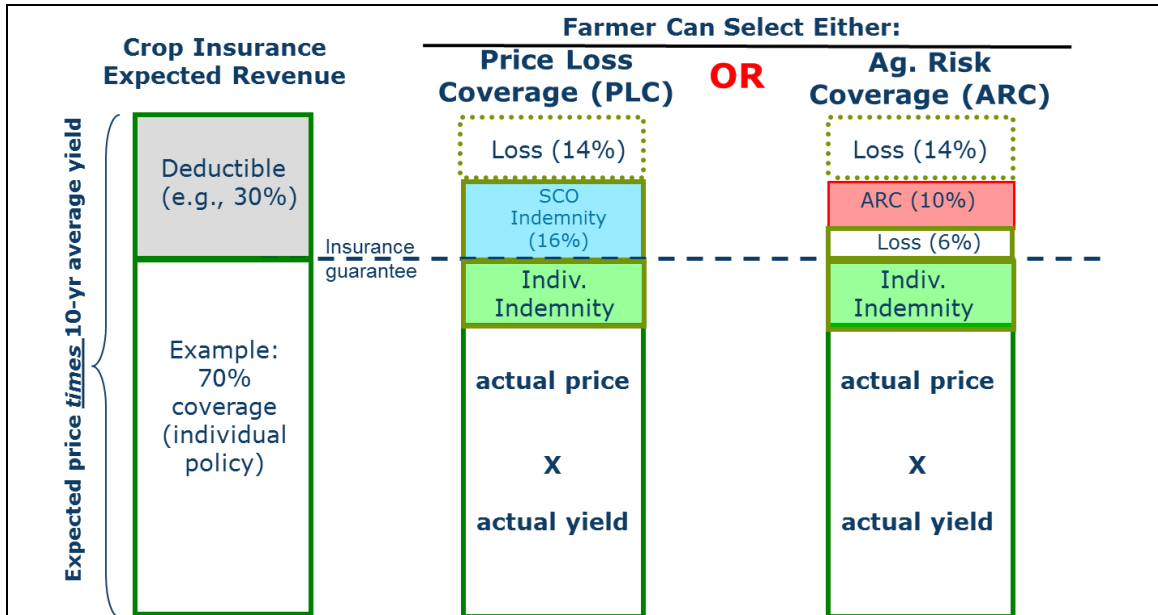 Farmer Can Select Either:
Crop Insurance
Expected Revenue
Price Loss
Coverage (PLC)
OR
Ag. Risk
Coverage (ARC)
Expected price times 10-yr average yield
Deductible
(e.g., 30%)
Example:
70%
coverage
(individual
policy)
Insurance
guarantee
Loss (14%)
SCO
Indemnity
(16%)
Indiv.
Indemnity
actual price
X
actual yield
Loss (14%)
ARC (10%)
Loss (6%)
Indiv.
Indemnity
actual price
X
actual yield